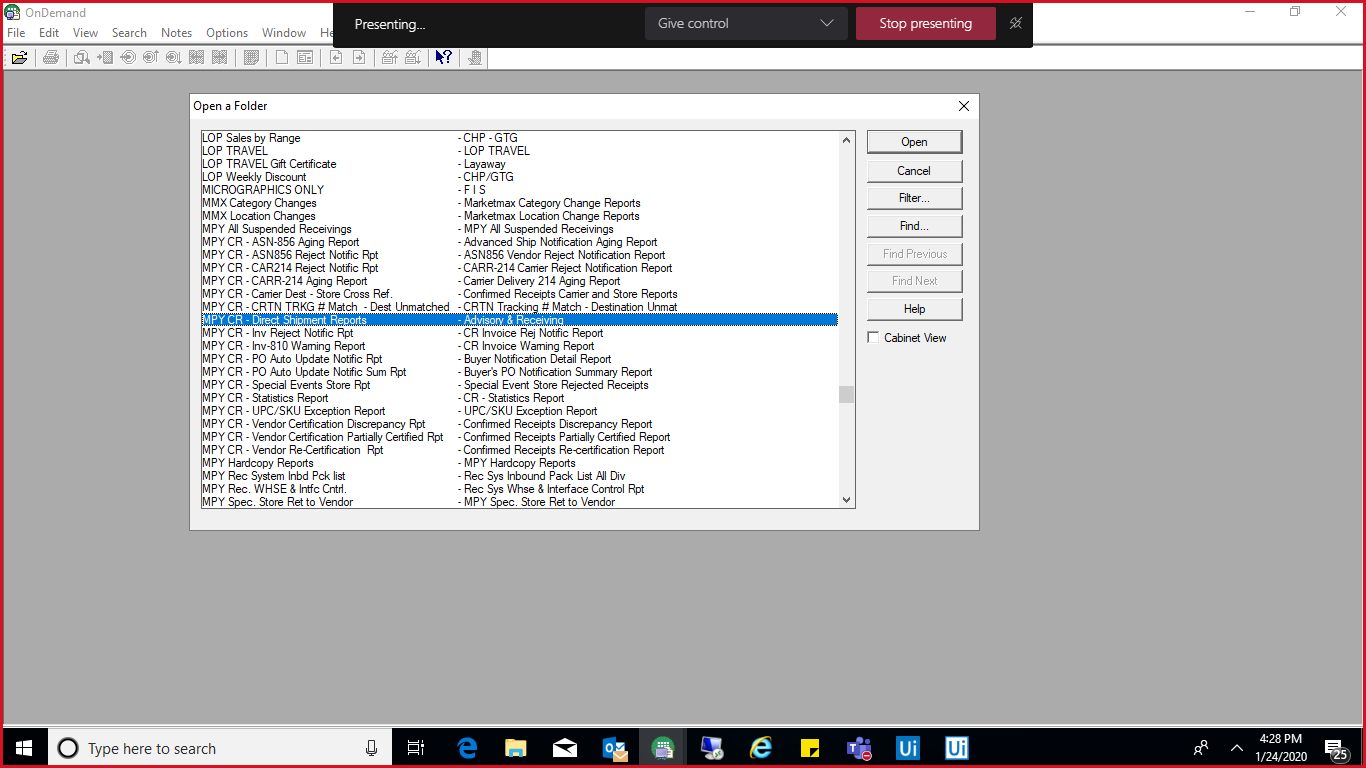 OnDemand
Presenting...
Give control
Stop presenting
File Edit View Search Notes Options Window He
Open a Folder
LOP Sales by Range - CHP - GTG
LOP TRAVEL - LOP TRAVEL
LOP TRAVEL Gift Certificate - Layaway
LOP Weekly Discount - CHP/GTG
MICROGRAPHICS ONLY - F I S
MMX Category Changes - Marketmax Category Change Reports
MMX Location Changes - Marketmax Location Change Reports
MPY All Suspended Receivings - MPY All Suspended Receivings
MPY CR - ASN-856 Aging Report - Advanced Ship Notification Aging Report
MPY CR - ASN856 Reject Notific Rpt - ASN856 Vendor Reject Notification Report
MPY CR - CAR214 Reject Notific Rpt - CARR-214 Carrier Reject Notification Report
MPY CR - CARR-214 Aging Report - Carrier Delivery 214 Aging Report
MPY CR - Carrier Dest - Store Cross Ref. - Confirmed Receipts Carrier and Store Reports
MPY CR - CRTN TRKG # Match - Dest Unmatched - CRTN Tracking # Match - Destination Unmat
MPY CR - Direct Shipment Reports - Advisory & Receiving
MPY CR - Inv Reject Notific Rpt - CR Invoice Rej Notific Report
MPY CR - Inv-810 Warning Report - CR Invoice Warning Report
MPY CR - PO Auto Update Notific Rpt - Buyer Notification Detail Report
MPY CR - PO Auto Update Notific Sum Rpt - Buyer's PO Notification Summary Report
MPY CR - Special Events Store Rpt - Special Event Store Rejected Receipts
MPY CR - Statistics Report - CR - Statistics Report
MPY CR - UPC/SKU Exception Report - UPC/SKU Exception Report
MPY CR - Vendor Certification Discrepancy Rpt - Confirmed Receipts Discrepancy Report
MPY CR - Vendor Certification Partially Certified Rpt - Confirmed Receipts Partially Certified Report
MPY CR - Vendor Re-Certification Rpt - Confirmed Receipts Re-certification Report
MPY Hardcopy Reports - MPY Hardcopy Reports
MPY Rec System Inbd Pck list - Rec Sys Inbound Pack List All Div
MPY Rec. WHSE & Intfc Cntrl. - Rec Sys Whse & Interface Control Rpt
MPY Spec. Store Ret to Vendor - MPY Spec. Store Ret to Vendor
Open
Cancel
Filter...
Find...
Find Previous
Find Next
Help
Cabinet View
Type here to search
Ui
Ui
4:28 PM
1/24/2020
25